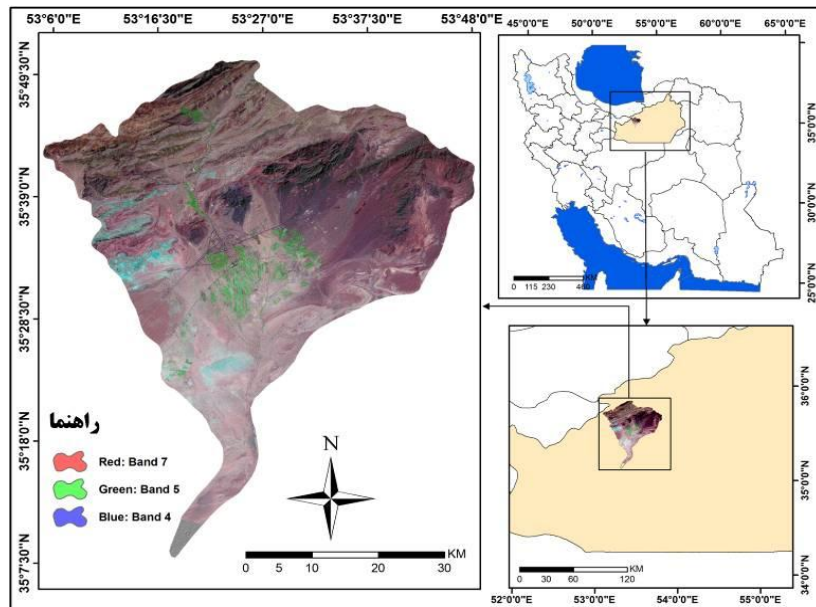 53°6'0"E 53°16'30"E 53°27'0"E 53°37'30"E 53°48'0"E
35°49'30"N
35°39'0"N
35°28'30"N
35°18'0"N
35°7'30"N
راهنما
Red: Band 7
Green: Band 5
Blue: Band 4
N
KM
0 10 20 30
45°0'0"E 50°0'0"E 55°0'0"E 60°0'0"E 65°0'0"E
35°0'0"N
30°0'0"N
25°0'0"N
KM
0 115 230 460
36°0'0"N
35°0'0"N
34°0'0"N
KM
0 30 60 120
52°0'0"E 53°0'0"E 54°0'0"E 55°0'0"E